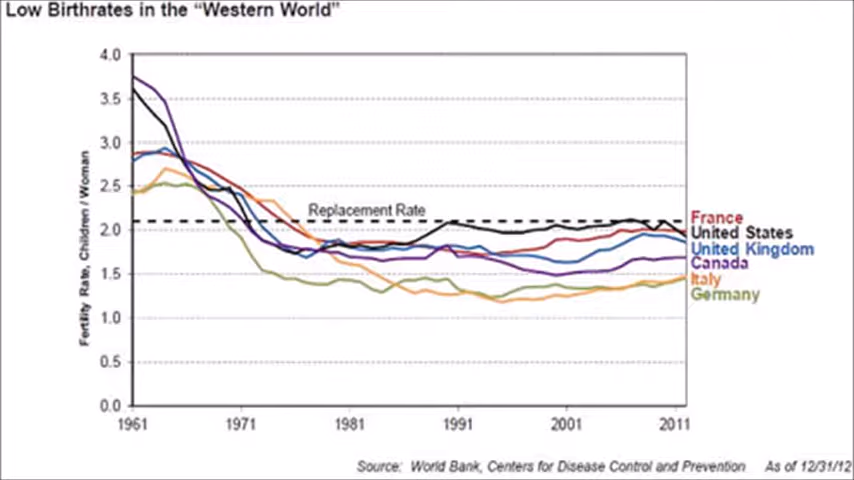 Low Birthrates in the “Western World”
Fertility Rate, Children / Woman
4.0
3.5
3.0
2.5
2.0
1.5
1.0
0.5
0.0
Replacement Rate
France
United States
United Kingdom
Canada
Italy
Germany
1961 1971 1981 1991 2001 2011
Source: World Bank, Centers for Disease Control and Prevention As of 12/31/12